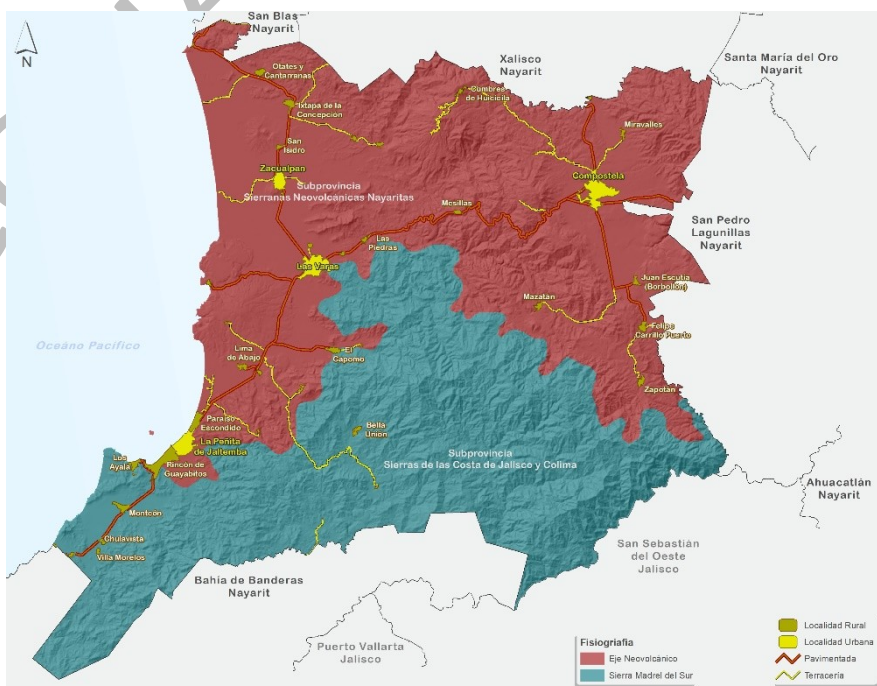 San Blas
Nayarit
Xalisco
Nayarit
Santa María del Oro
Nayarit
N
Otates y
Cantarranas
Cumbres
de Huicicila
Ixtapa de la
Concepción
Miravalles
San
Isidro
Zacualpan
Compostela
Subprovincia
Sierranas Neovolcánicas Nayaritas
Mesillas
San Pedro
Lagunillas
Nayarit
Las
Piedras
Las Varas
Juan Escutia
(Borbollón)
Mazatán
Felipe
Carrillo Puerto
Océano Pacífico
Lima
de Abajo
El
Capomo
Zapotán
Paraíso
Escondido
Bella
Unión
La Peñita
de Jaltemba
Subprovincia
Sierras de las Costa de Jalisco y Colima
Los
Ayala
Rincón de
Guayabitos
Ahuacatlán
Nayarit
Monteón
Chulavista
San Sebastián
del Oeste
Jalisco
Villa Morelos
Bahía de Banderas
Nayarit
Puerto Vallarta
Jalisco
Fisiografía
Eje Neovolcánico
Sierra Madrel del Sur
Localidad Rural
Localidad Urbana
Pavimentada
Terracería